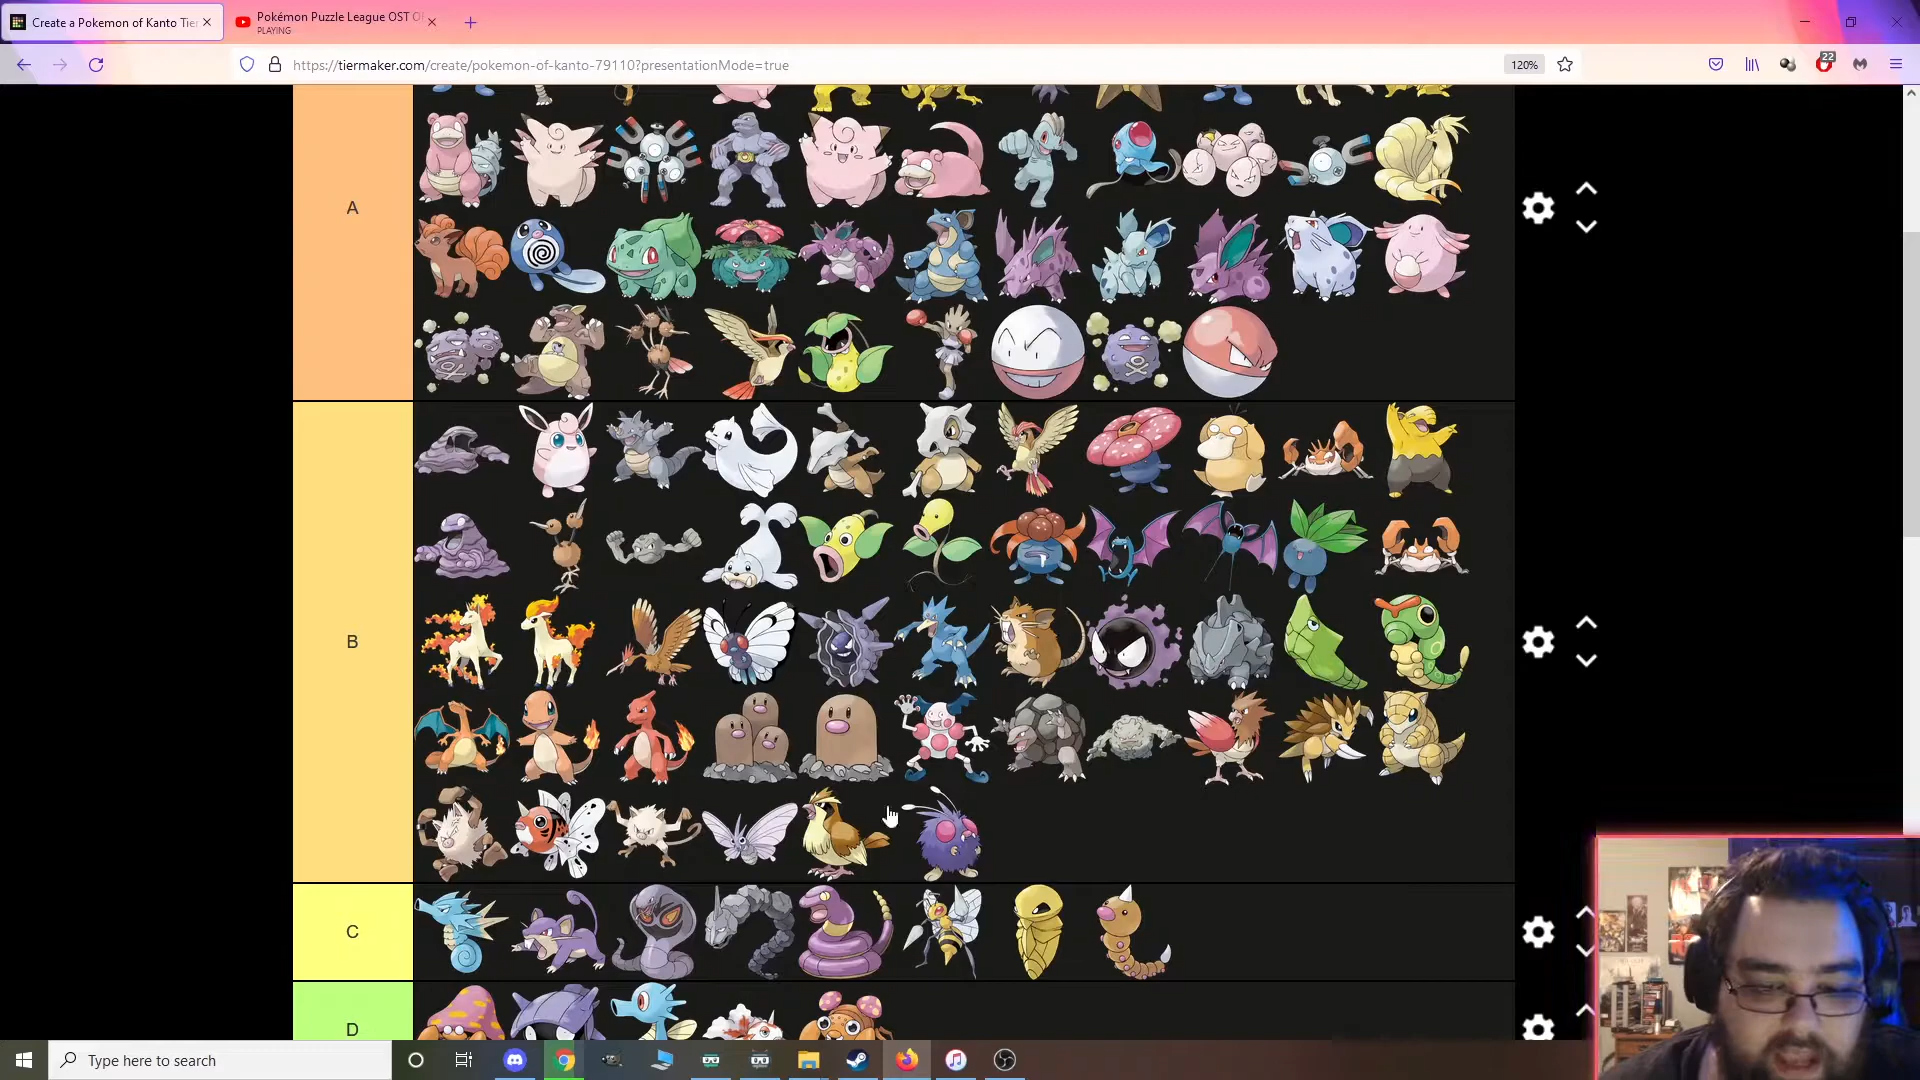 Create a Pokemon of Kanto Tier
Pokémon Puzzle League OST O
PLAYING
https://tiermaker.com/create/pokemon-of-kanto-79110?presentationMode=true
120%
22
A
B
C
D
Type here to search